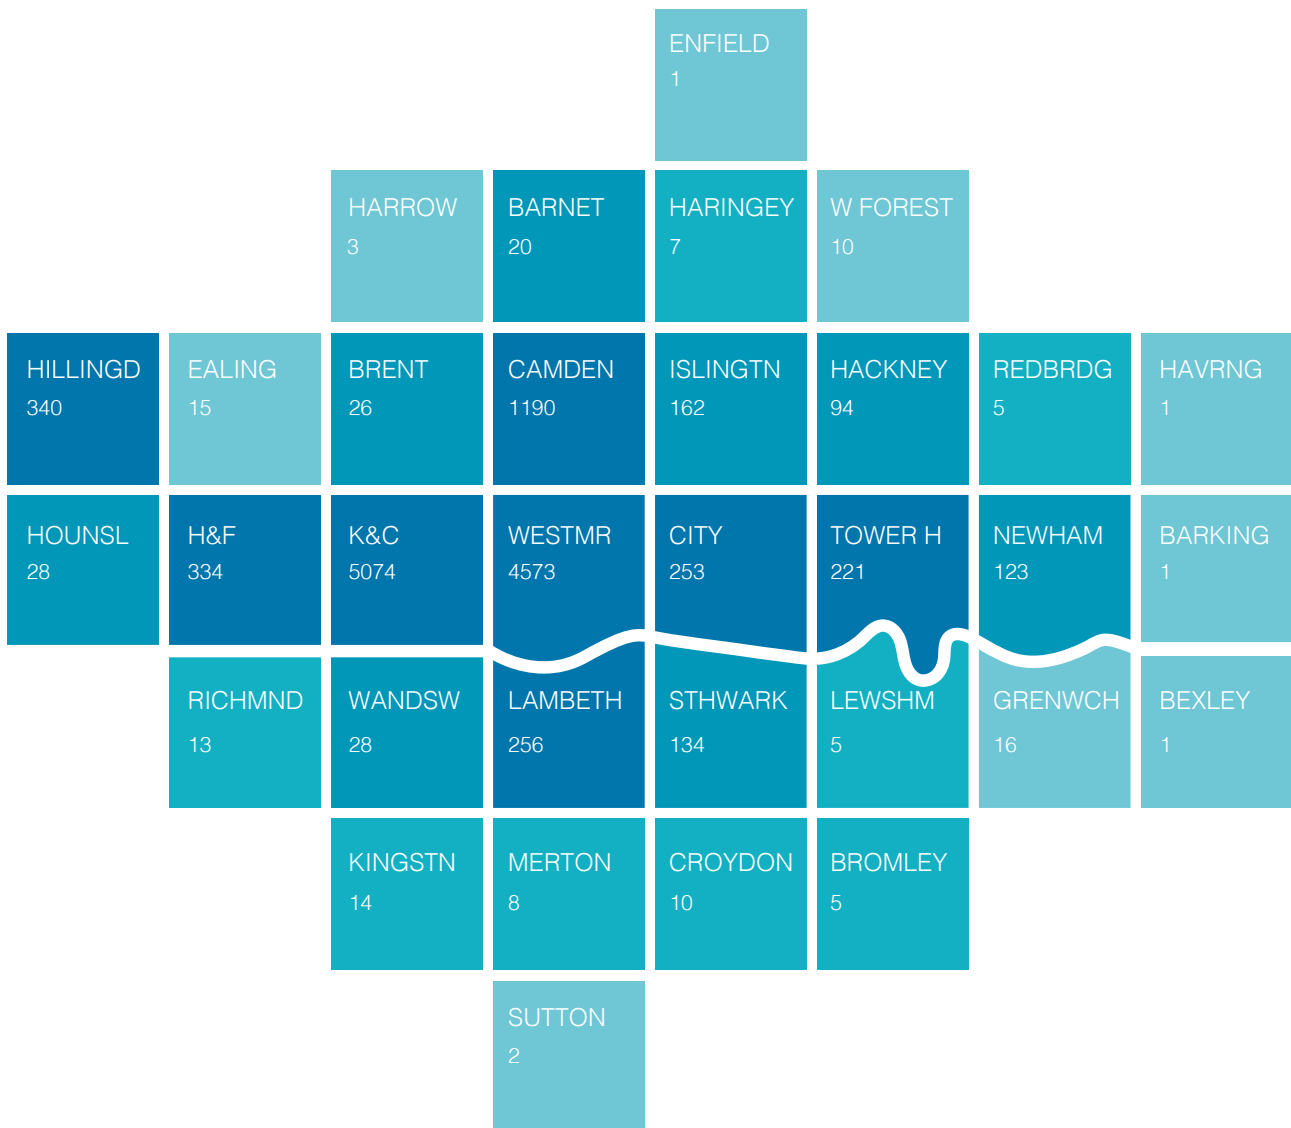 ENFIELD
1
HARROW
3
BARNET
20
HARINGEY
7
W FOREST
10
HILLINGD
340
EALING
15
BRENT
26
CAMDEN
1190
ISLINGTN
162
HACKNEY
94
REDBRDG
5
HAVRNG
1
HOUNSL
28
H&F
334
K&C
5074
WESTMR
4573
CITY
253
TOWER H
221
NEWHAM
123
BARKING
1
RICHMND
13
WANDSW
28
LAMBETH
256
STHWARK
134
LEWSHM
5
GRENWCH
16
BEXLEY
1
KINGSTN
14
MERTON
8
CROYDON
10
BROMLEY
5
SUTTON
2